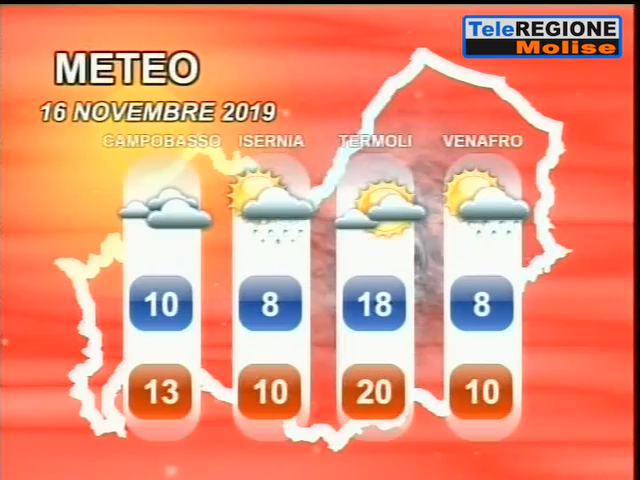 TeleREGIONE
Molise
METEO
16 NOVEMBRE 2019
CAMPOBASSO ISERNIA TERMOLI VENAFRO
10 8 18 8
13 10 20 10